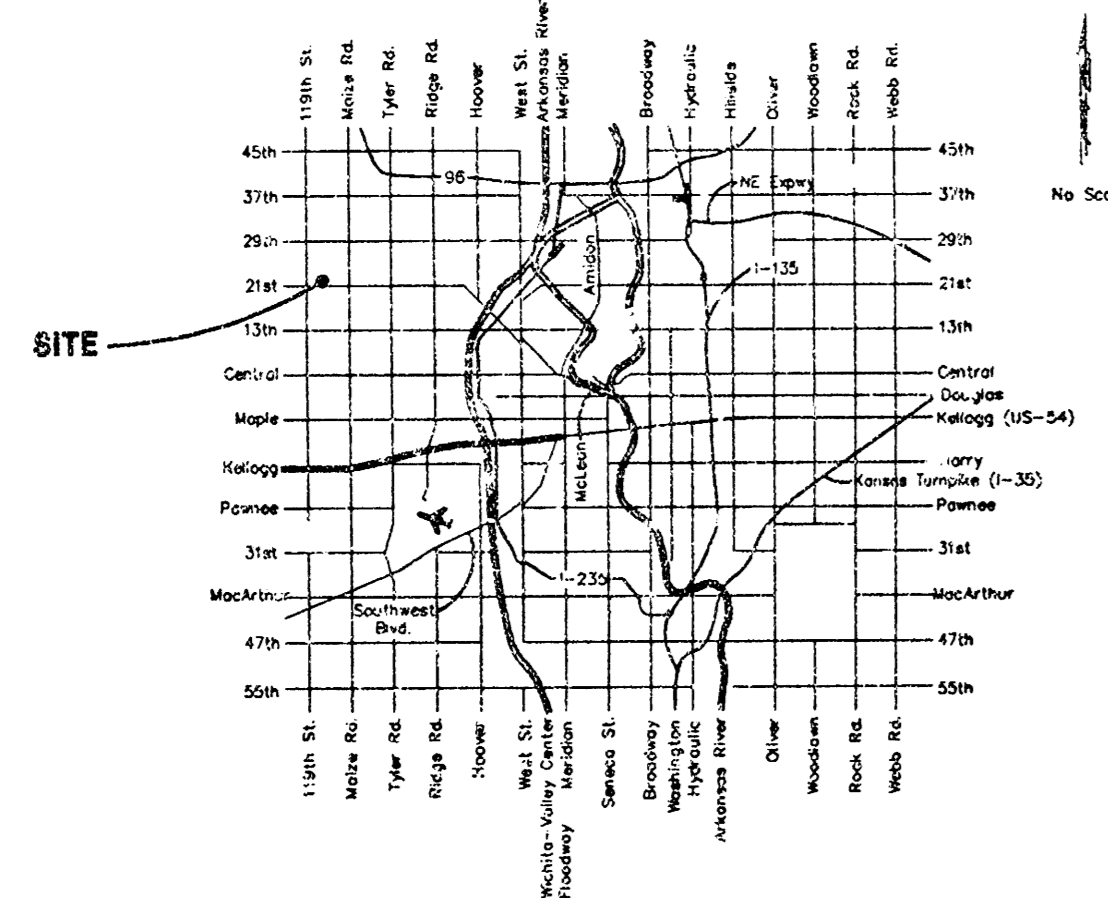 119th St.
Maize Rd.
Tyler Rd.
Ridge Rd.
Hoover
West St.
Arkansas River
Meridian
Broadway
Hydraulic
Hillside
Oliver
Woodlawn
Rock Rd.
Webb Rd.
45th
45th
96
NE Expwy
37th
37th
No Sca
29th
29th
Amidon
I-135
21st
21st
SITE
13th
13th
Central
Central
Douglas
Maple
Kellogg (US-54)
McLean
Kellogg
Harry
Kansas Turnpike (I-35)
Pawnee
Pawnee
31st
31st
I-235
MacArthur
MacArthur
Southwest
Blvd.
47th
47th
55th
55th
119th St.
Maize Rd.
Tyler Rd.
Ridge Rd.
Hoover
West St.
Wichita-Valley Center
Floodway
Meridian
Seneca St.
Broadway
Washington
Hydraulic
Arkansas River
Oliver
Woodlawn
Rock Rd.
Webb Rd.